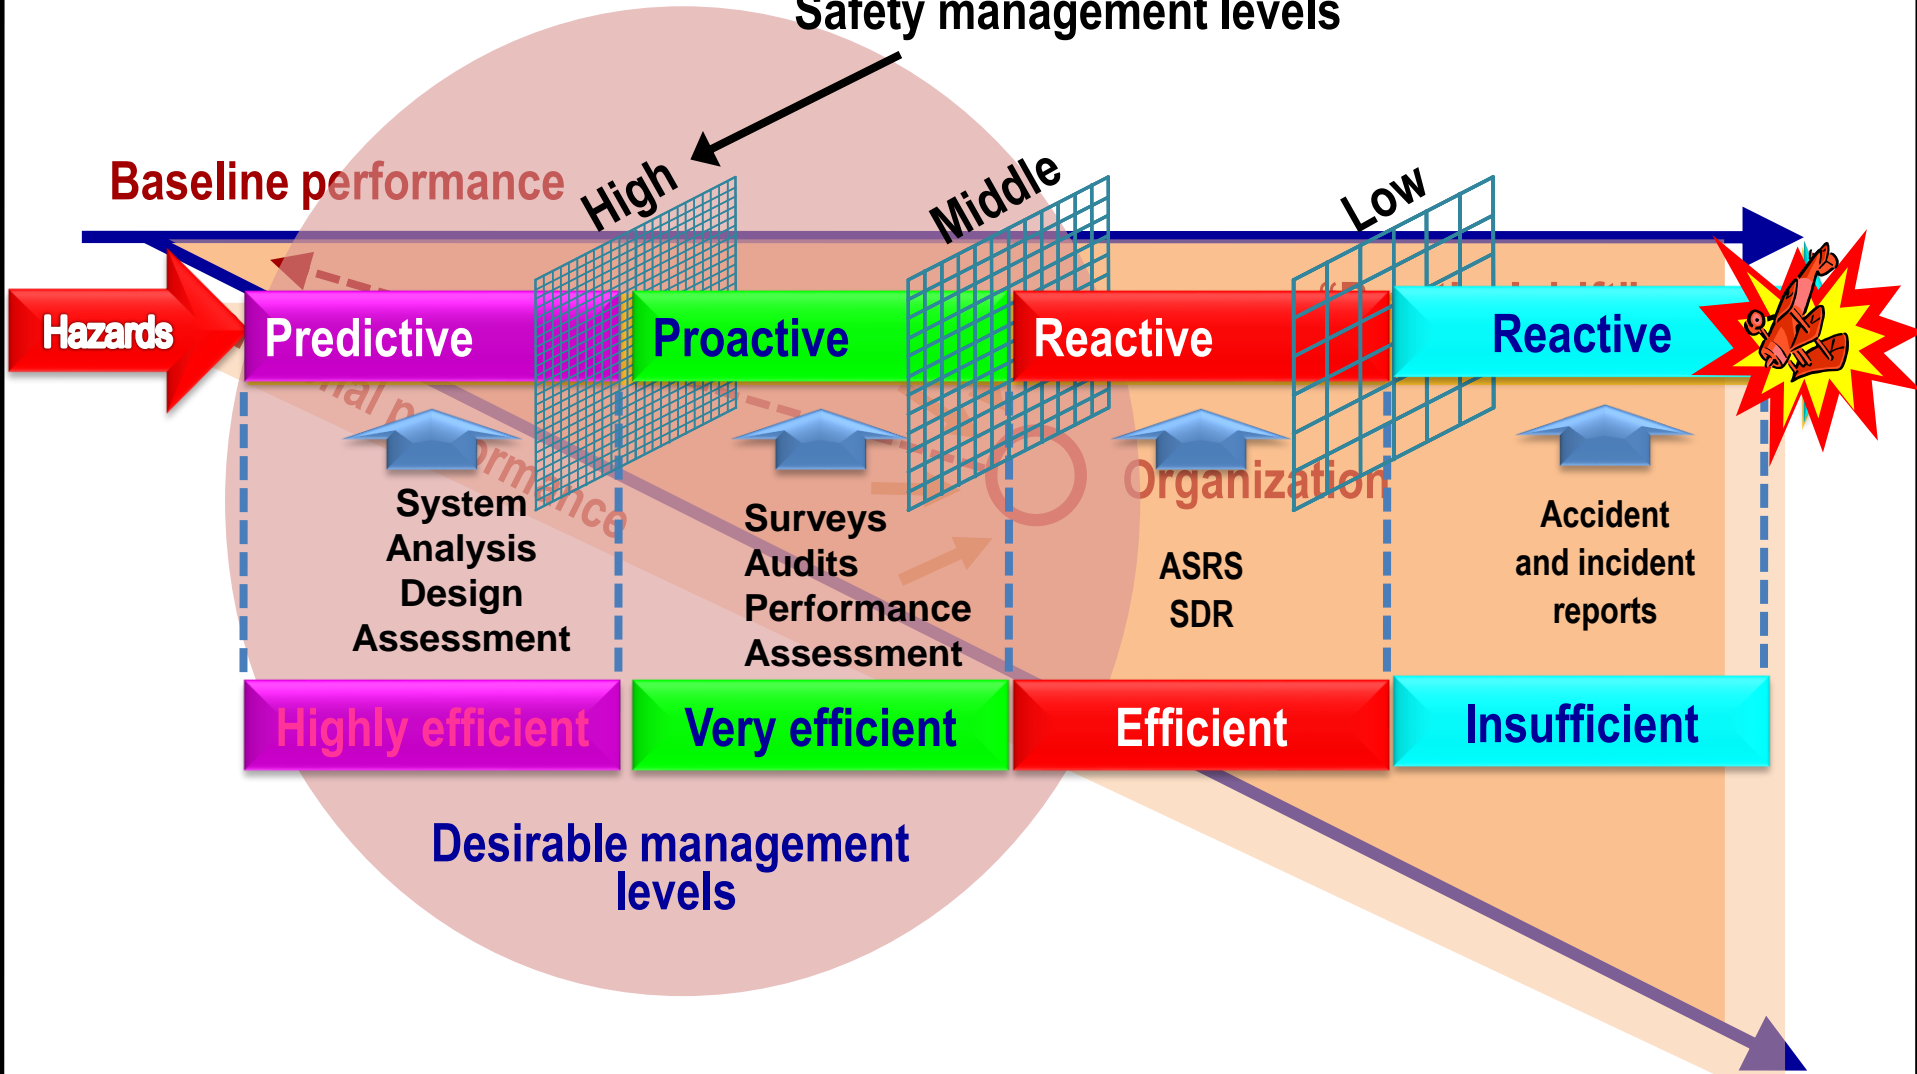 Safety management levels
Baseline performance
High
Middle
Low
Hazards
Predictive
Proactive
Reactive
Reactive
performance
Organization
System
Analysis
Design
Assessment
Surveys
Audits
Performance
Assessment
ASRS
SDR
Accident
and incident
reports
Highly efficient
Very efficient
Efficient
Insufficient
Desirable management
levels